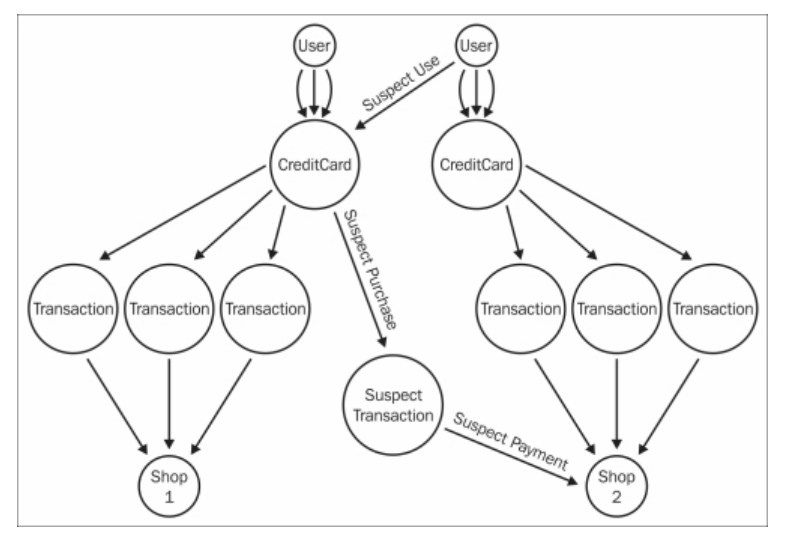 User
User
Suspect Use
CreditCard
CreditCard
Suspect Purchase
Transaction
Transaction
Transaction
Transaction
Transaction
Transaction
Suspect
Transaction
Suspect Payment
Shop
1
Shop
2